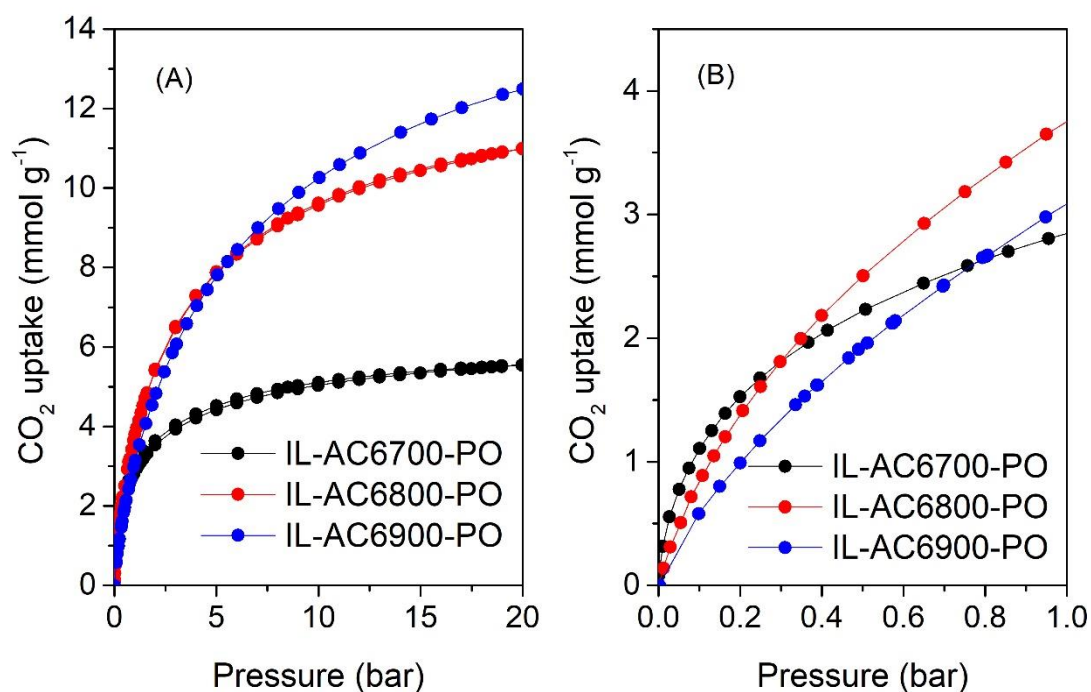 (A)
CO₂ uptake (mmol g⁻¹)
14
12
10
8
6
4
2
0
IL-AC6700-PO
IL-AC6800-PO
IL-AC6900-PO
0 5 10 15 20
Pressure (bar)
(B)
CO₂ uptake (mmol g⁻¹)
4
3
2
1
0
IL-AC6700-PO
IL-AC6800-PO
IL-AC6900-PO
0.0 0.2 0.4 0.6 0.8 1.0
Pressure (bar)